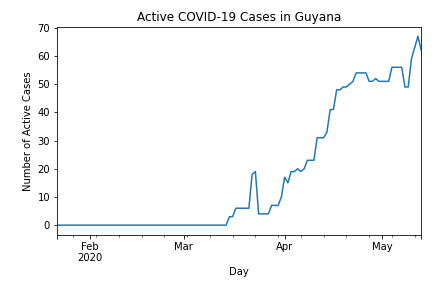 Active COVID-19 Cases in Guyana
70
60
50
40
30
20
10
0
Number of Active Cases
Feb
2020
Mar
Apr
May
Day